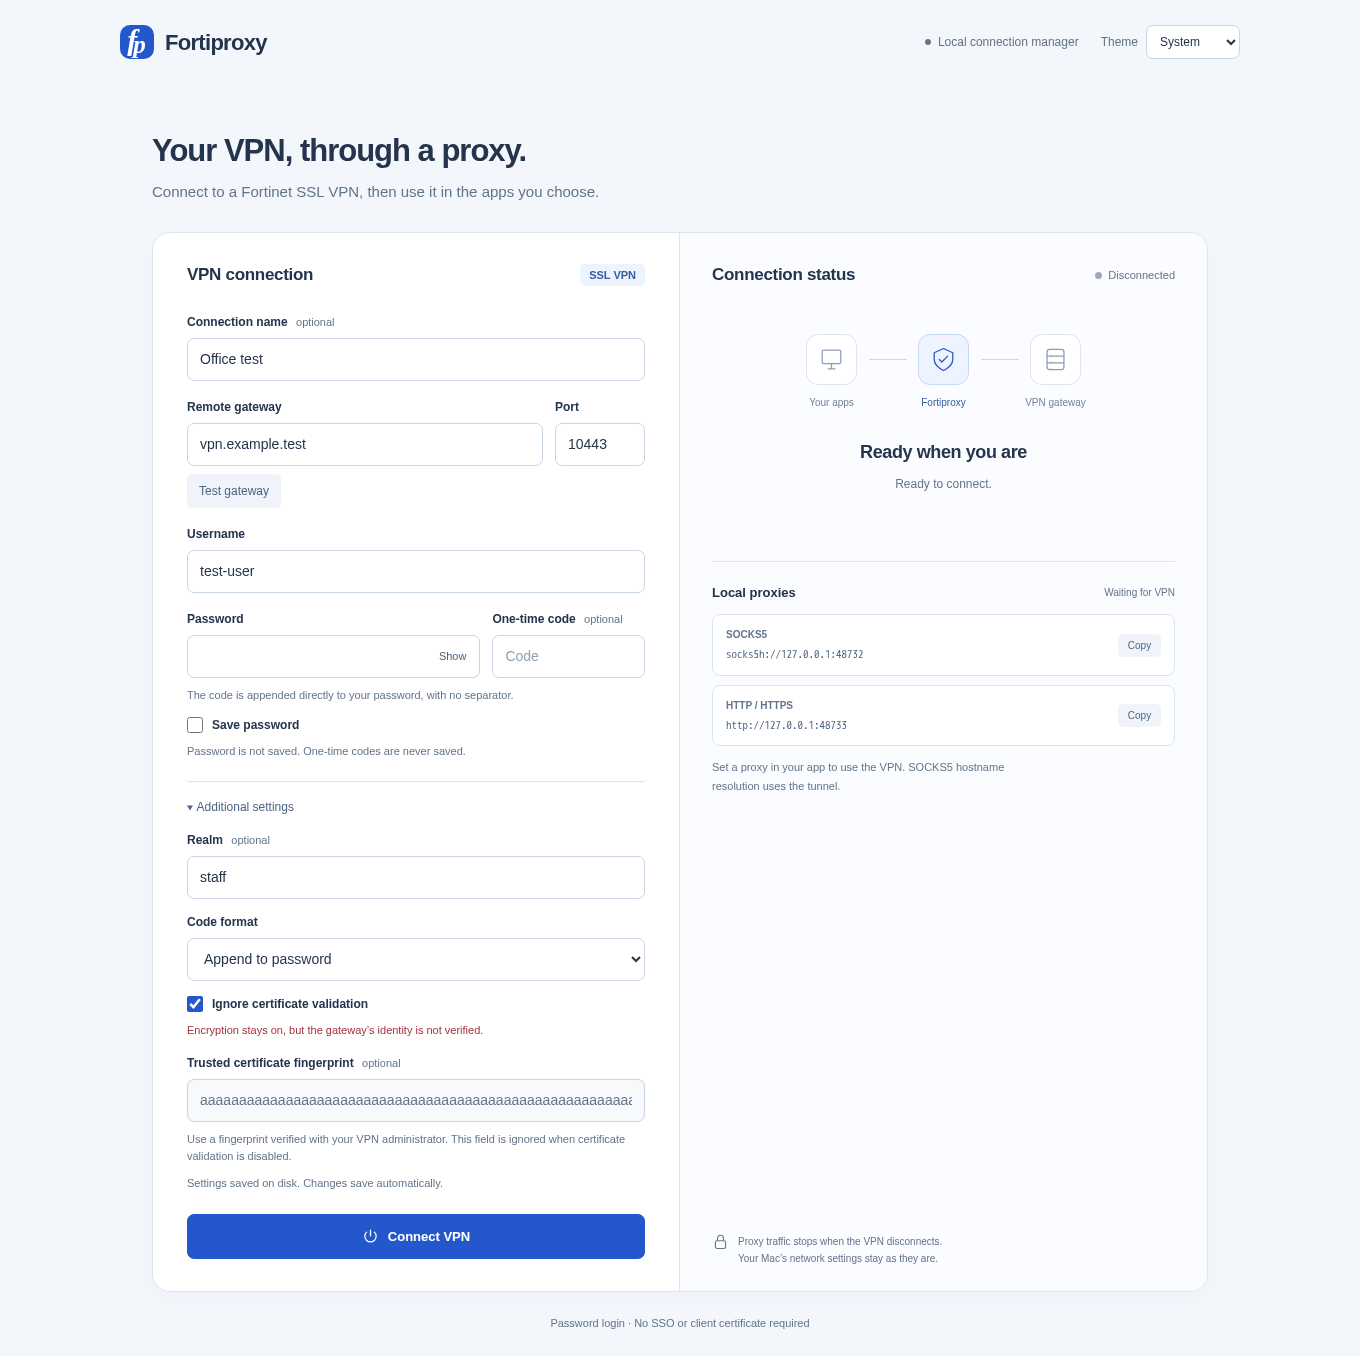 fp Fortiproxy
Local connection manager
Theme
System
Your VPN, through a proxy.
Connect to a Fortinet SSL VPN, then use it in the apps you choose.
VPN connection
SSL VPN
Connection name optional
Office test
Remote gateway
Port
vpn.example.test
10443
Test gateway
Username
test-user
Password
One-time code optional
Show
Code
The code is appended directly to your password, with no separator.
Save password
Password is not saved. One-time codes are never saved.
Additional settings
Realm optional
staff
Code format
Append to password
Ignore certificate validation
Encryption stays on, but the gateway's identity is not verified.
Trusted certificate fingerprint optional
aaaaaaaaaaaaaaaaaaaaaaaaaaaaaaaaaaaaaaaaaaaaaaaaaaaaaaaa
Use a fingerprint verified with your VPN administrator. This field is ignored when certificate
validation is disabled.
Settings saved on disk. Changes save automatically.
Connect VPN
Connection status
Disconnected
Your apps
Fortiproxy
VPN gateway
Ready when you are
Ready to connect.
Local proxies
Waiting for VPN
SOCKS5
socks5h://127.0.0.1:48732
Copy
HTTP / HTTPS
http://127.0.0.1:48733
Copy
Set a proxy in your app to use the VPN. SOCKS5 hostname
resolution uses the tunnel.
Proxy traffic stops when the VPN disconnects.
Your Mac's network settings stay as they are.
Password login · No SSO or client certificate required